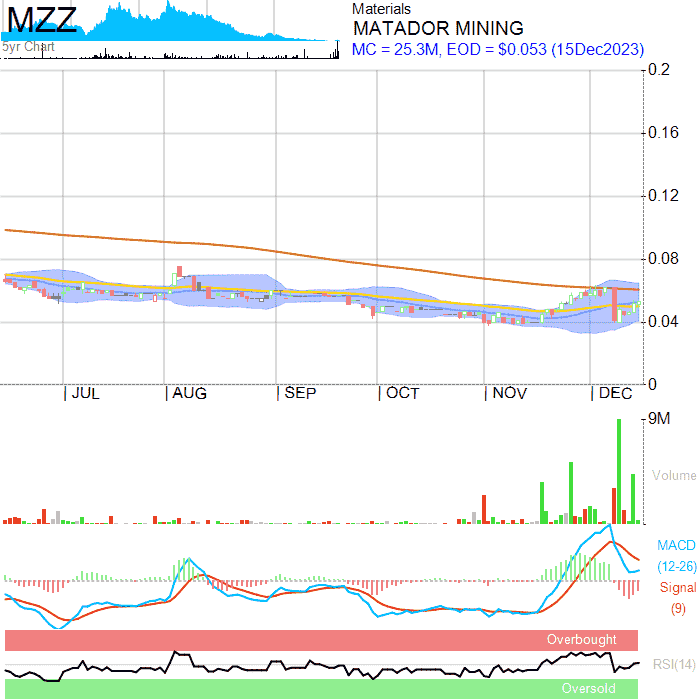 MZZ
5yr Chart
Materials
MATADOR MINING
MC = 25.3M, EOD = $0.053 (15Dec2023)
0.2
0.16
0.12
0.08
0.04
0
JUL AUG SEP OCT NOV DEC
9M
Volume
MACD
(12-26)
Signal
(9)
Overbought
RSI(14)
Oversold